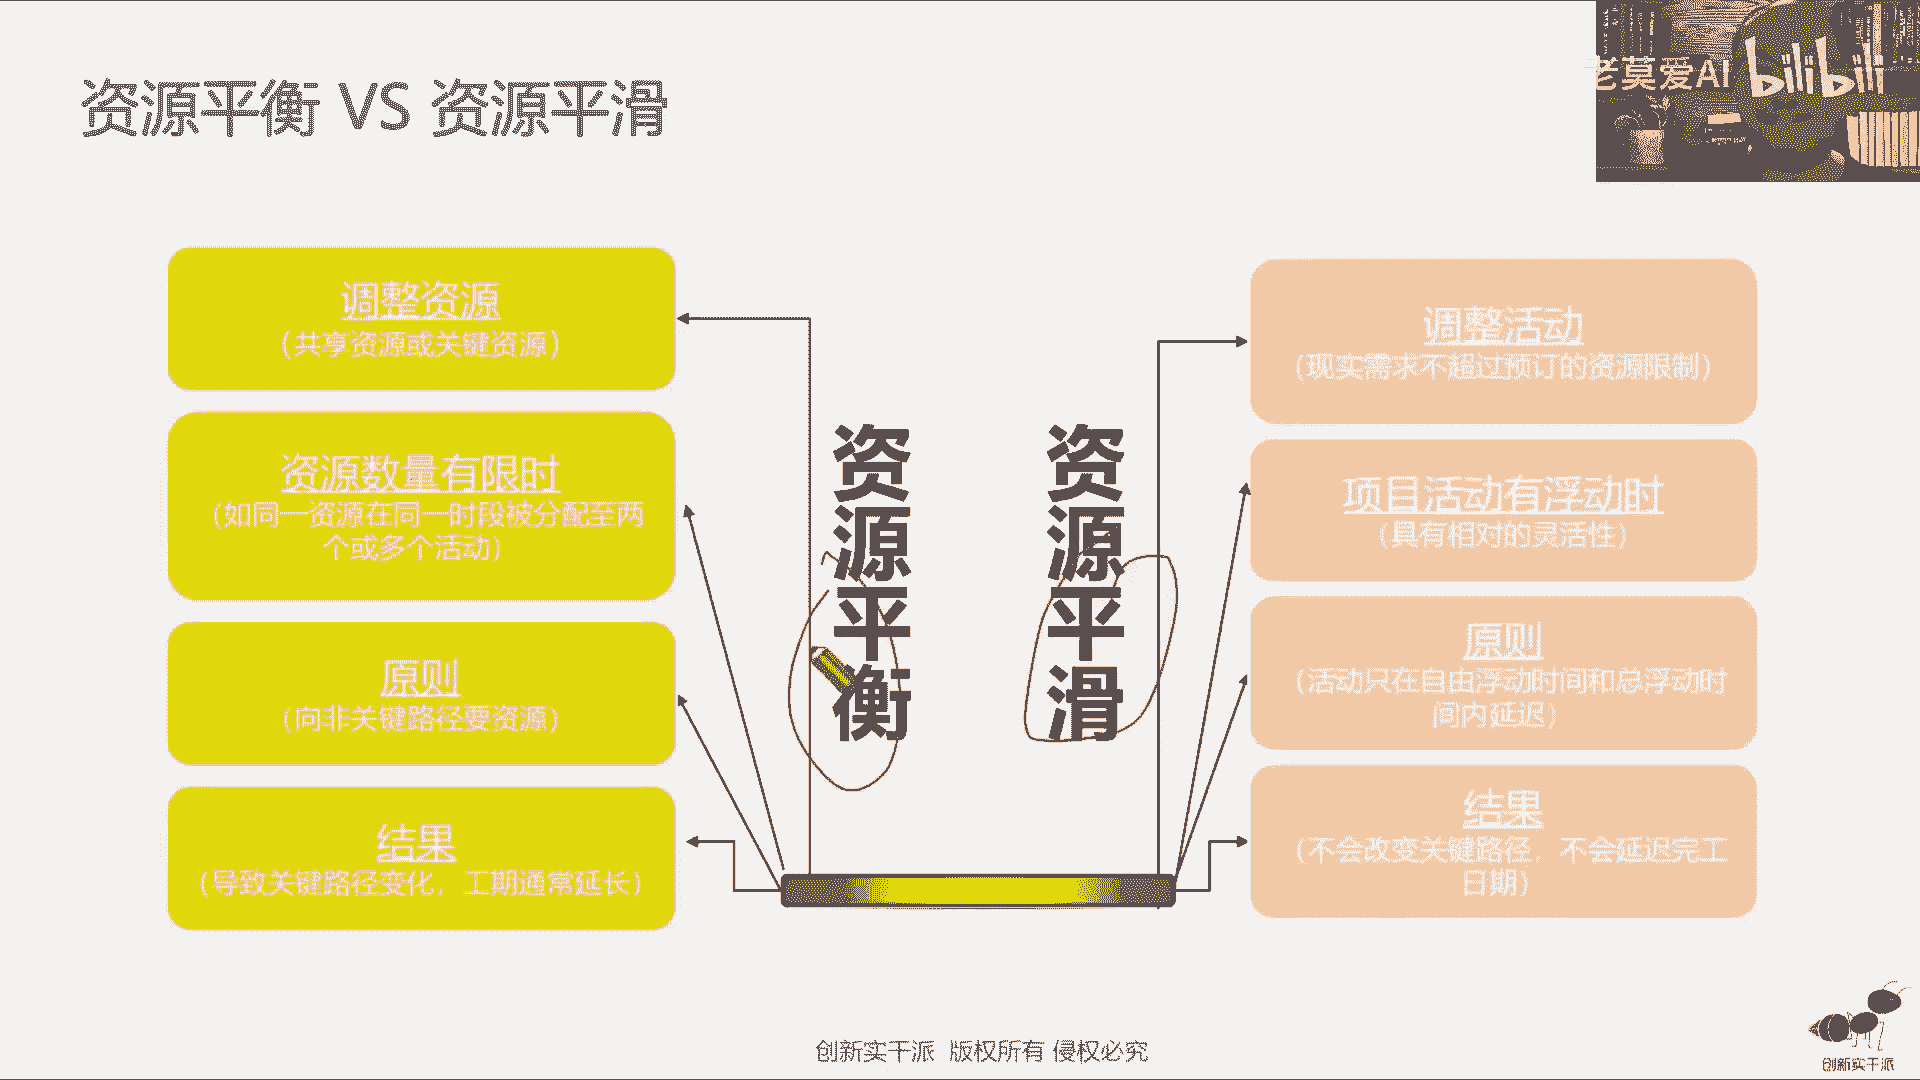 资源平衡 VS 资源平滑
老莫爱AI
bilibili
调整资源
（共享资源或关键资源）
资源数量有限时
（如同一资源在同一时段被分配至两
个或多个活动）
原则
（向非关键路径要资源）
结果
（导致关键路径变化，工期通常延长）
资源平衡
资源平滑
调整活动
（现实需求不超过预订的资源限制）
项目活动有浮动时
（具有相对的灵活性）
原则
（活动只在自由浮动时间和总浮动时
间内延迟）
结果
（不会改变关键路径，不会延迟完工
日期）
创新实干派 版权所有 侵权必究
创新实干派